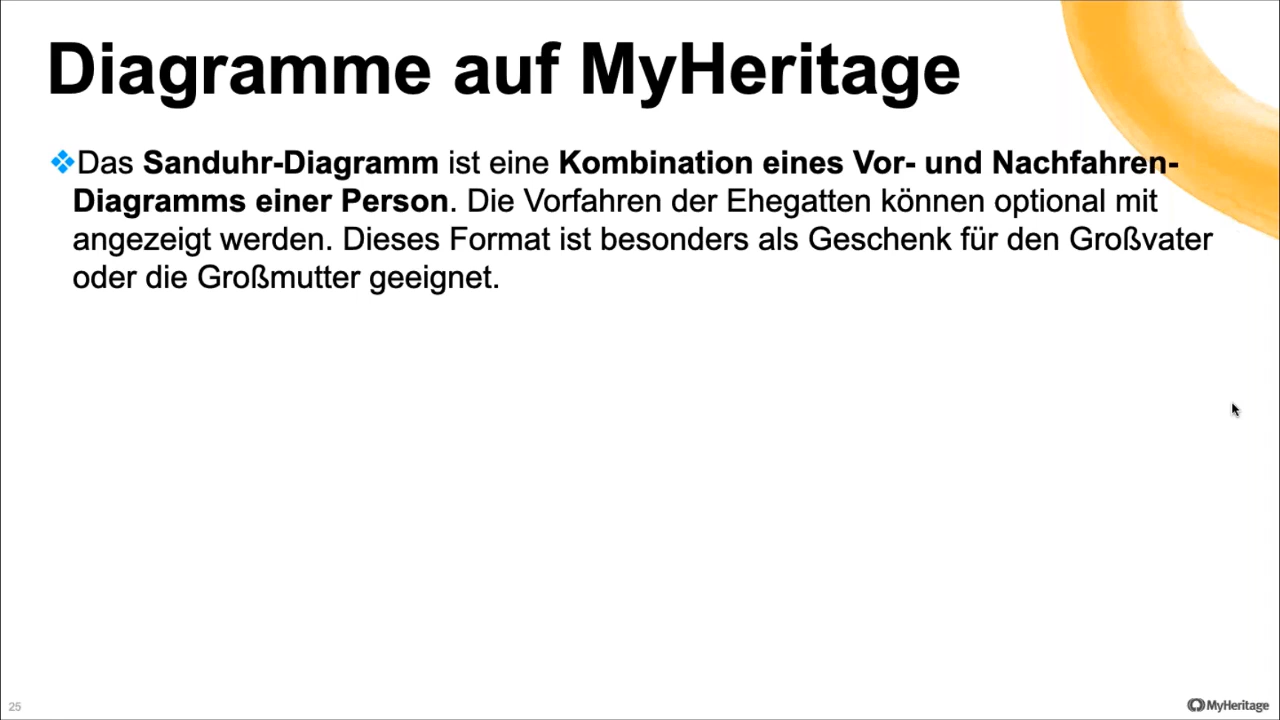 Diagramme auf MyHeritage
❖Das Sanduhr-Diagramm ist eine Kombination eines Vor- und Nachfahren-
Diagramms einer Person. Die Vorfahren der Ehegatten können optional mit
angezeigt werden. Dieses Format ist besonders als Geschenk für den Großvater
oder die Großmutter geeignet.
25
MyHeritage